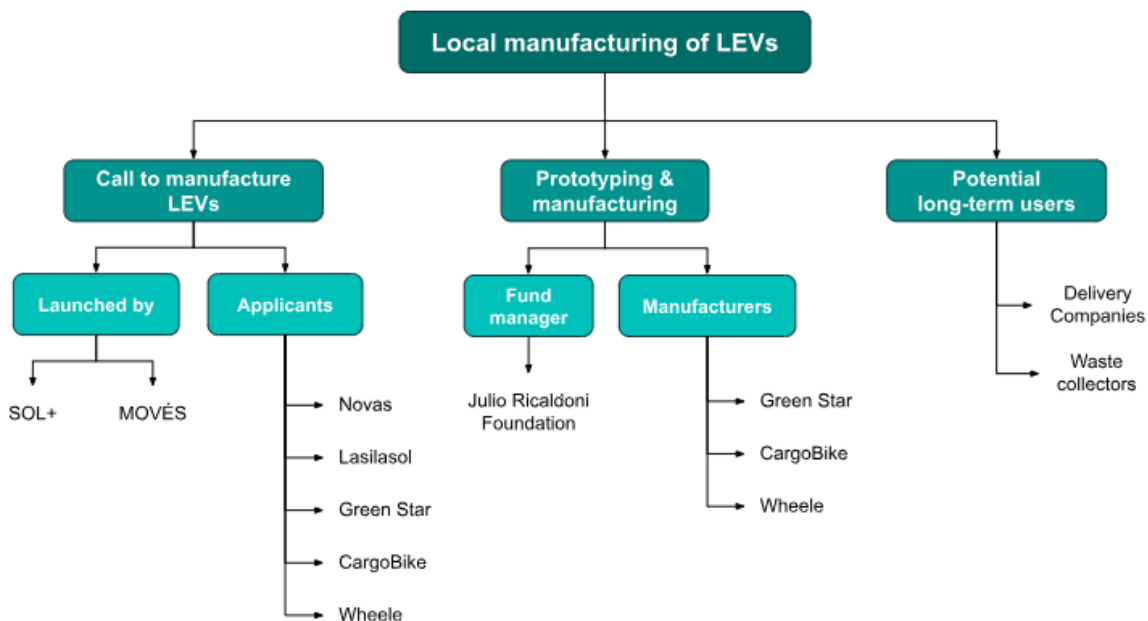 Local manufacturing of LEVs
Call to manufacture
LEVs
Prototyping &
manufacturing
Potential
long-term users
Launched by
Applicants
Fund
manager
Manufacturers
Delivery
Companies
Waste
collectors
SOL+
MOVÉS
Novas
Lasilasol
Green Star
CargoBike
Wheele
Julio Ricaldoni
Foundation
Green Star
CargoBike
Wheele